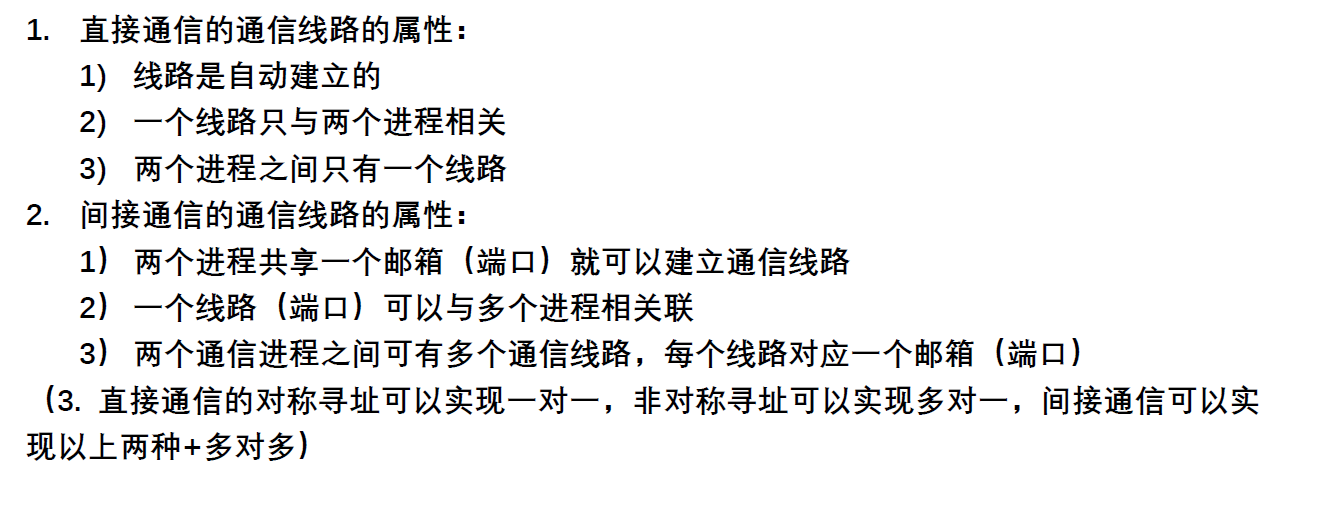 1. 直接通信的通信线路的属性：
1) 线路是自动建立的
2) 一个线路只与两个进程相关
3) 两个进程之间只有一个线路
2. 间接通信的通信线路的属性：
1） 两个进程共享一个邮箱（端口）就可以建立通信线路
2） 一个线路（端口）可以与多个进程相关联
3） 两个通信进程之间可有多个通信线路，每个线路对应一个邮箱（端口）
（3. 直接通信的对称寻址可以实现一对一，非对称寻址可以实现多对一，间接通信可以实
现以上两种+多对多）